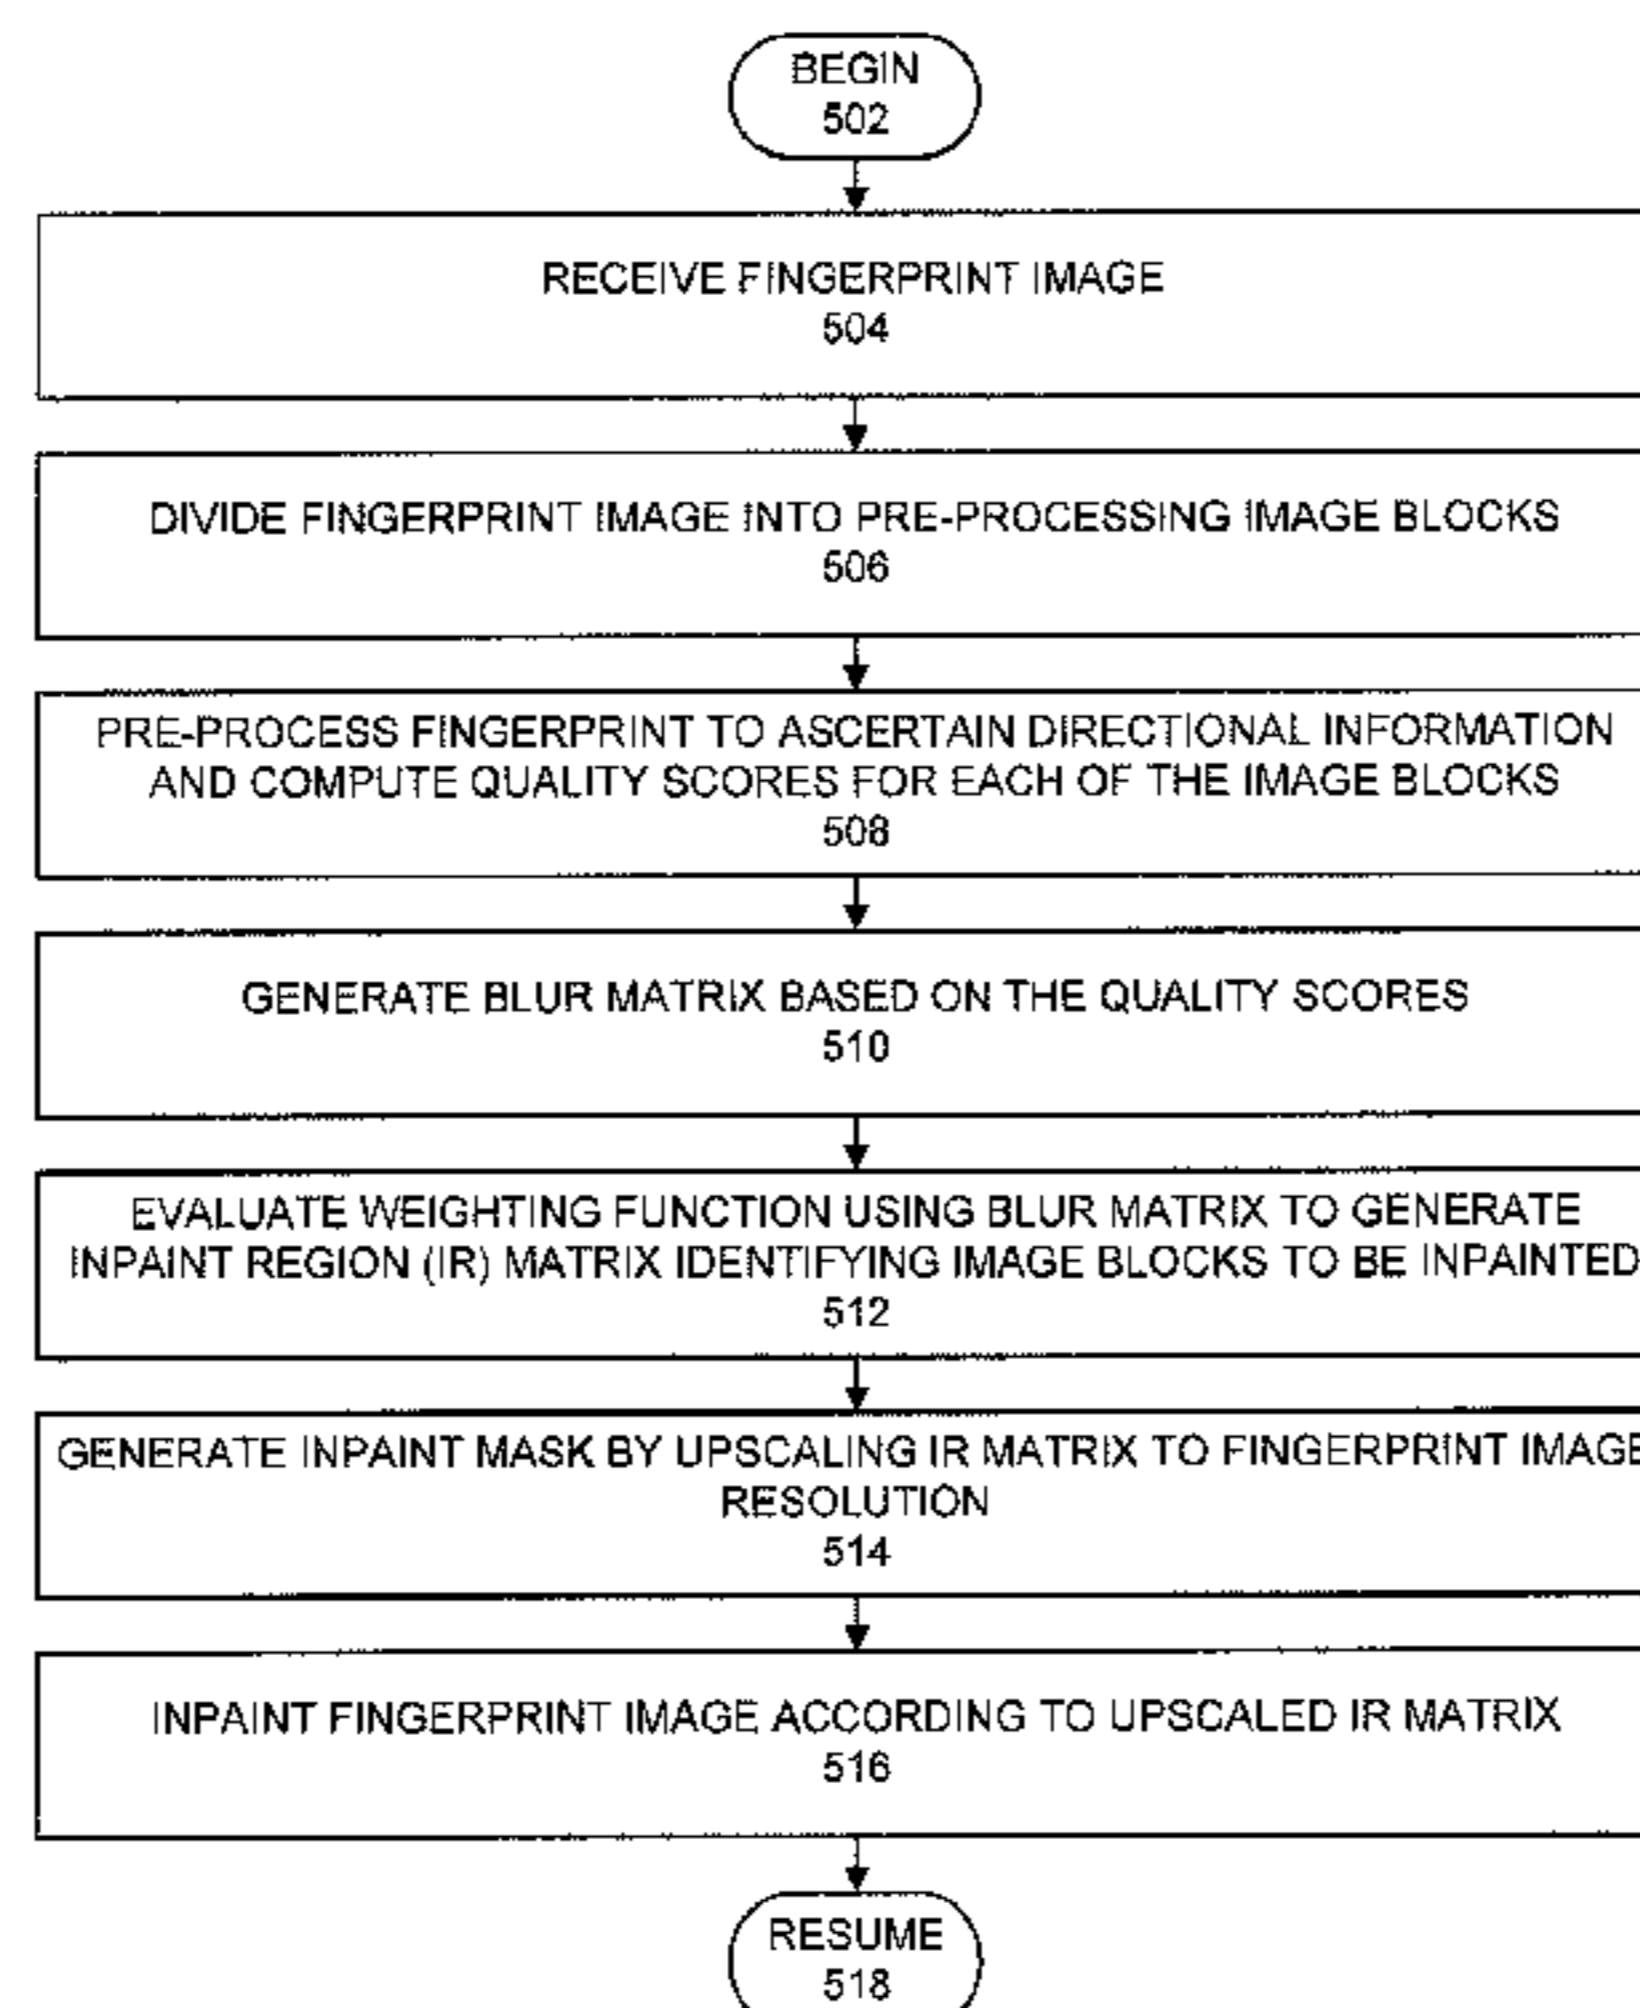 BEGIN
502
RECEIVE FINGERPRINT IMAGE
504
DIVIDE FINGERPRINT IMAGE INTO PRE-PROCESSING IMAGE BLOCKS
506
PRE-PROCESS FINGERPRINT TO ASCERTAIN DIRECTIONAL INFORMATION
AND COMPUTE QUALITY SCORES FOR EACH OF THE IMAGE BLOCKS
508
GENERATE BLUR MATRIX BASED ON THE QUALITY SCORES
510
EVALUATE WEIGHTING FUNCTION USING BLUR MATRIX TO GENERATE
INPAINT REGION (IR) MATRIX IDENTIFYING IMAGE BLOCKS TO BE INPAINTED
512
GENERATE INPAINT MASK BY UPSCALING IR MATRIX TO FINGERPRINT IMAGE
RESOLUTION
514
INPAINT FINGERPRINT IMAGE ACCORDING TO UPSCALED IR MATRIX
516
RESUME
518